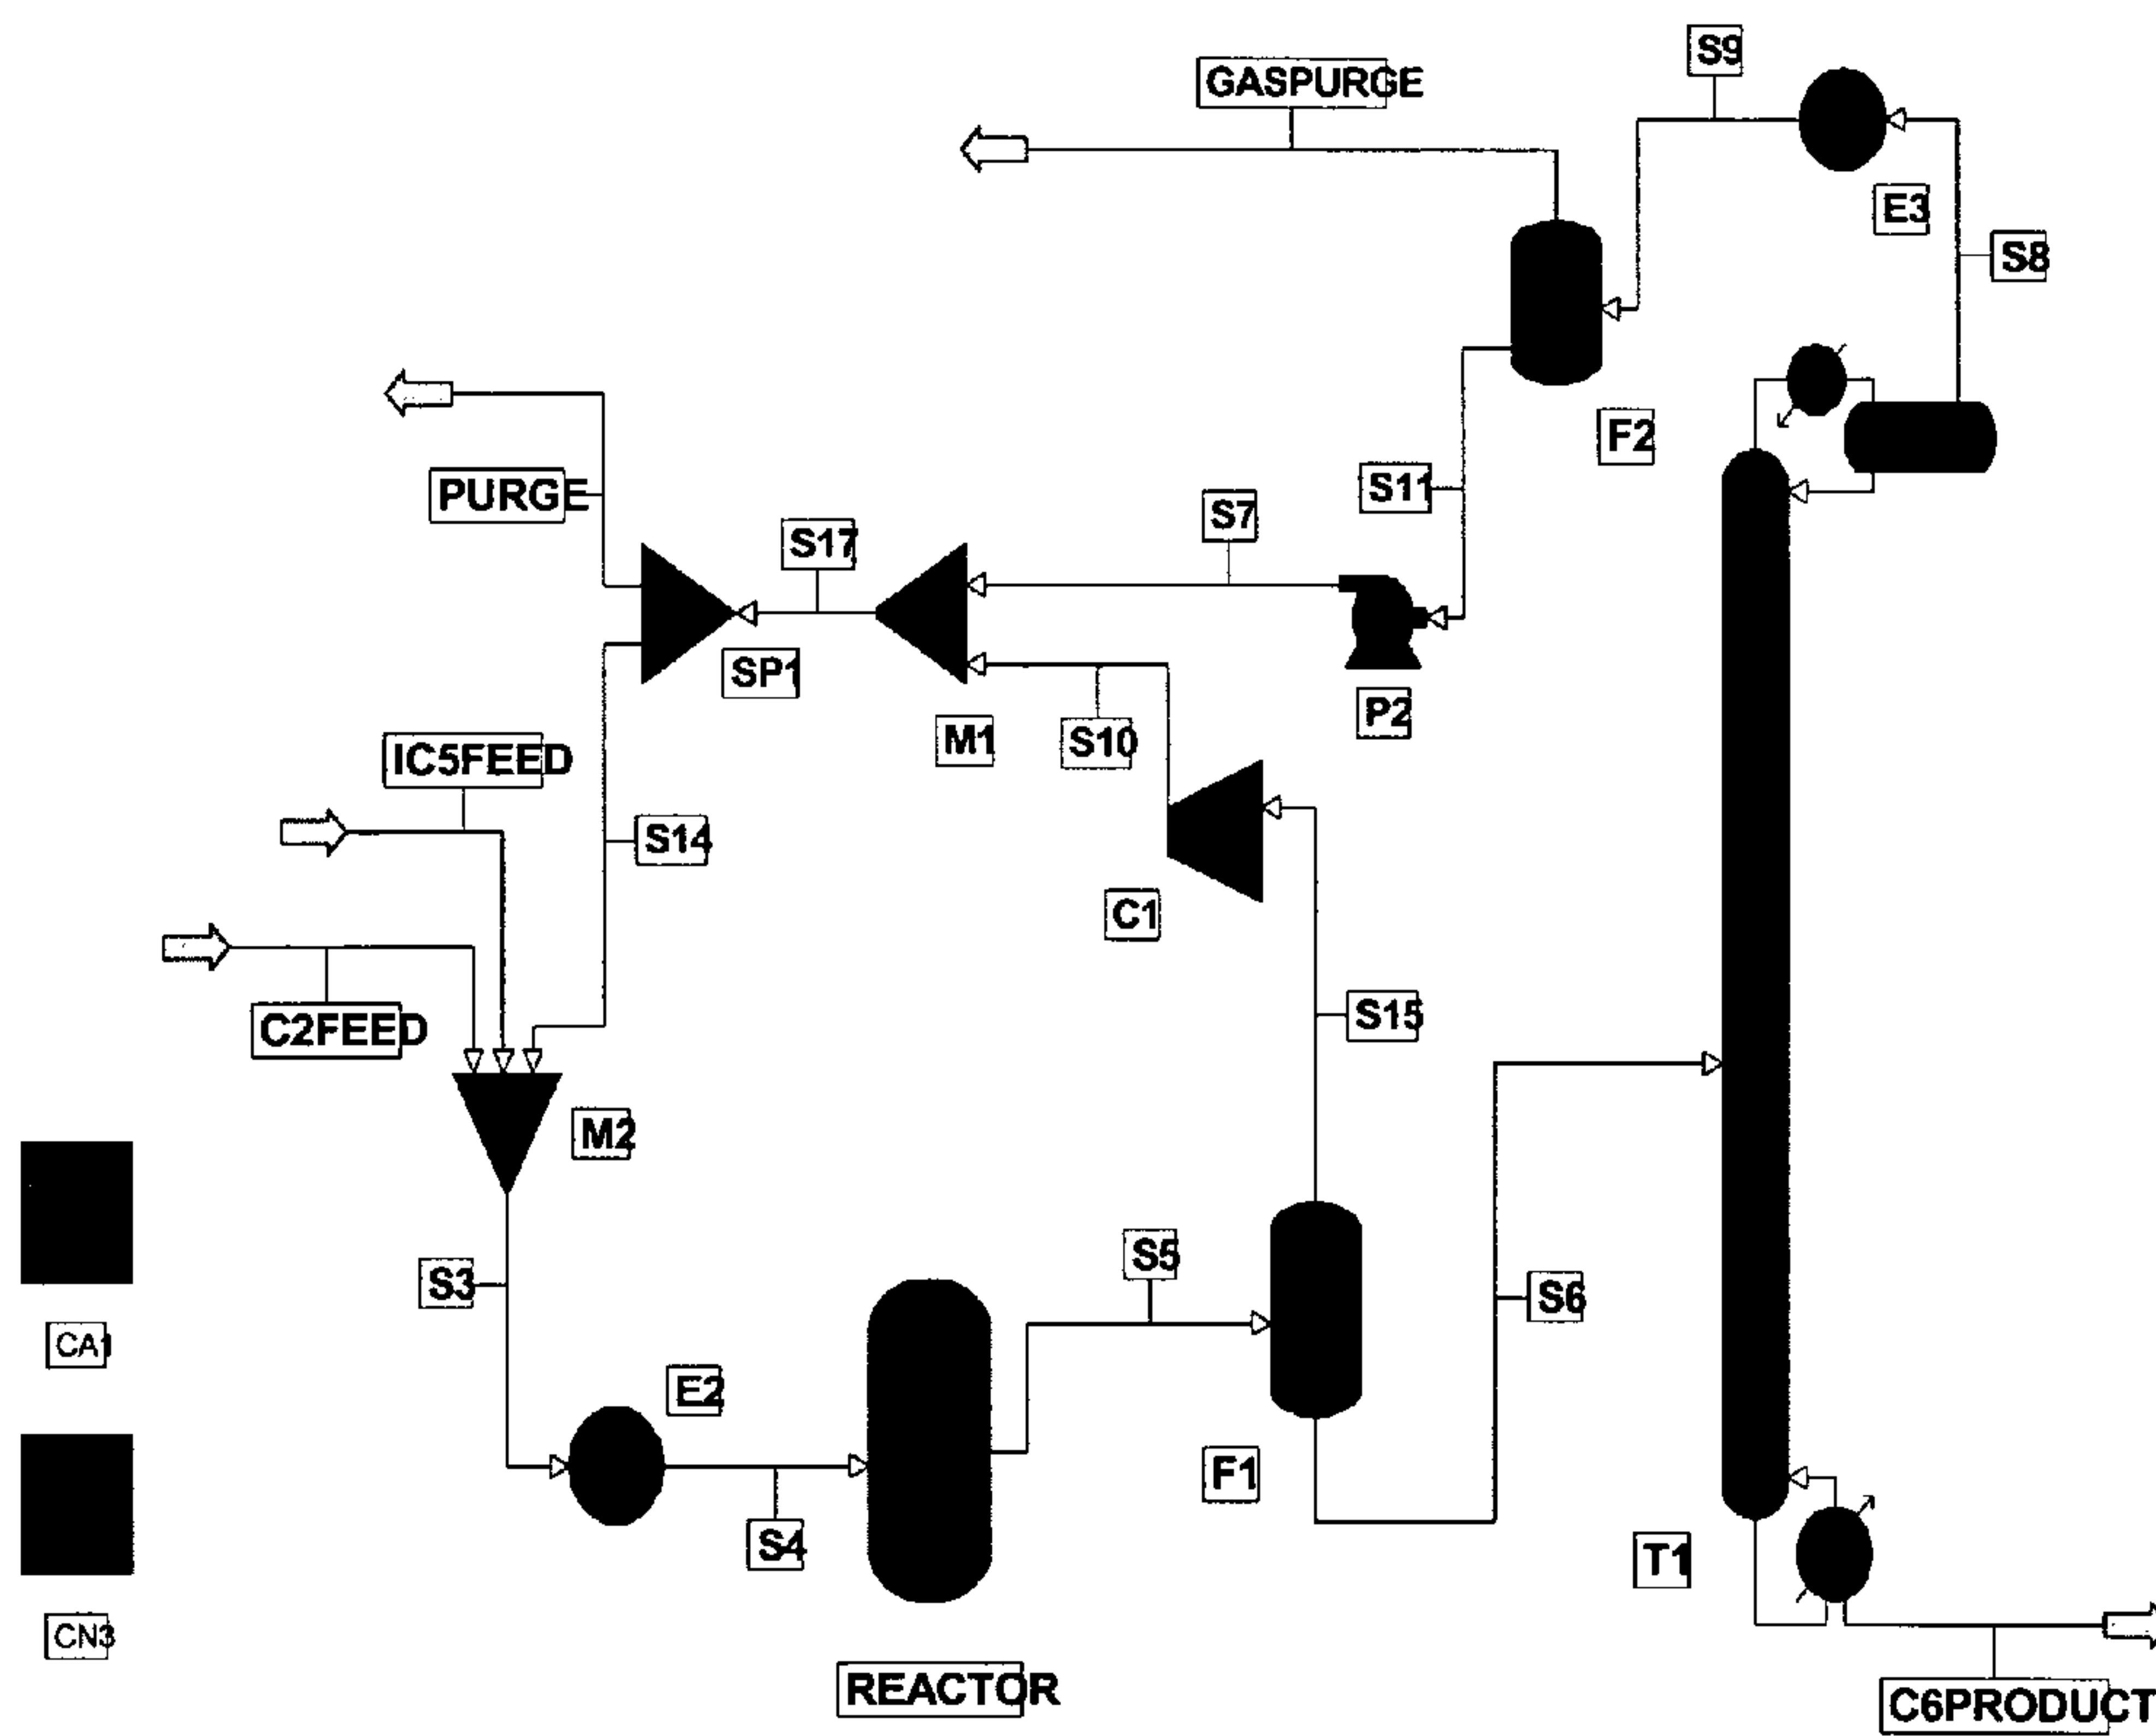 S9
GASPURGE
E3
S8
F2
PURGE
S11
S7
S17
SP1
P2
M1
S10
IC5FEED
S14
C1
C2FEED
S15
M2
S5
S3
S6
CA1
E2
F1
S4
T1
CN3
REACTOR
C6PRODUCT